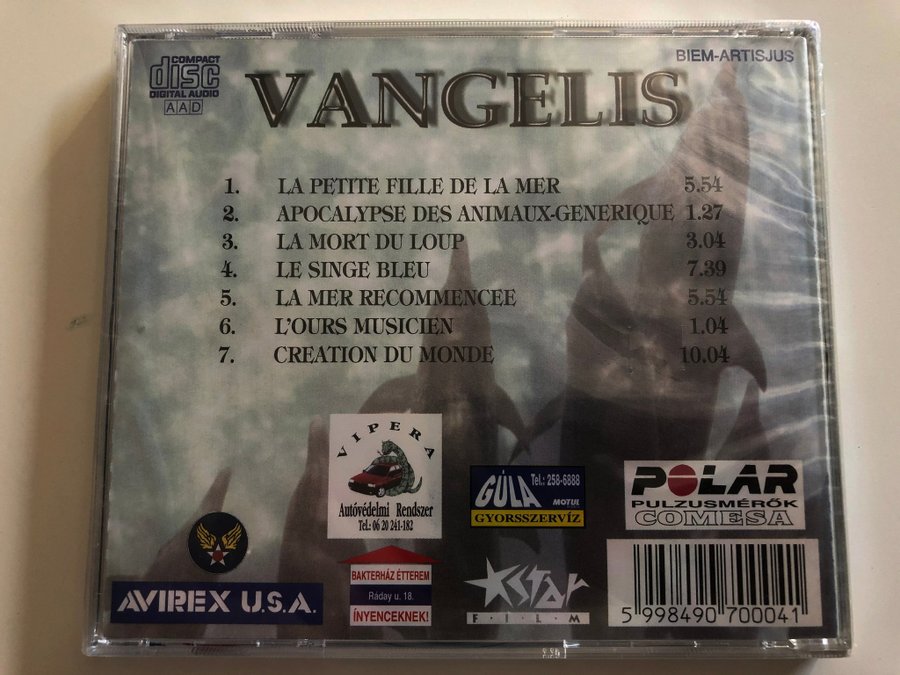 COMPACT
disc
DIGITAL AUDIO
AAD
BIEM-ARTISJUS
VANGELIS
1. LA PETITE FILLE DE LA MER 5.54
2. APOCALYPSE DES ANIMAUX-GENERIQUE 1.27
3. LA MORT DU LOUP 3.04
4. LE SINGE BLEU 7.39
5. LA MER RECOMMENCEE 5.54
6. L'OURS MUSICIEN 1.04
7. CREATION DU MONDE 10.04
VIPERA
Autóvédelmi Rendszer
Tel.: 06 20 241-182
GÚLA Tel.: 258-6888
MOTUL
GYORSSZERVÍZ
POLAR
PULZUSMÉRŐK
COMESA
AVIREX U.S.A.
BAKTERHÁZ ÉTTEREM
Ráday u. 18.
ÍNYENCEKNEK!
Star
FILM
5 998490 700041